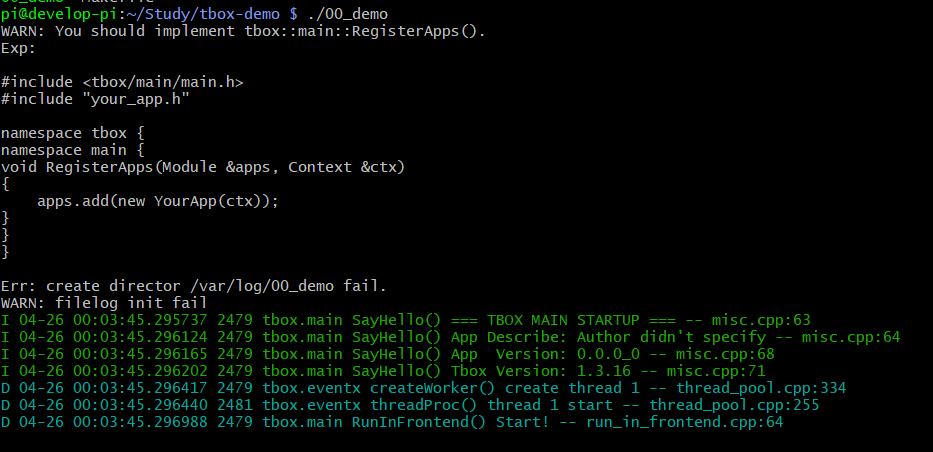 00_demo makefile
pi@develop-pi:~/Study/tbox-demo $ ./00_demo
WARN: You should implement tbox::main::RegisterApps().
Exp:
#include <tbox/main/main.h>
#include "your_app.h"
namespace tbox {
namespace main {
void RegisterApps(Module &apps, Context &ctx)
{
    apps.add(new YourApp(ctx));
}
}
}
Err: create director /var/log/00_demo fail.
WARN: filelog init fail
I 04-26 00:03:45.295737 2479 tbox.main SayHello() === TBOX MAIN STARTUP === -- misc.cpp:63
I 04-26 00:03:45.296124 2479 tbox.main SayHello() App Describe: Author didn't specify -- misc.cpp:64
I 04-26 00:03:45.296165 2479 tbox.main SayHello() App  Version: 0.0.0_0 -- misc.cpp:68
I 04-26 00:03:45.296202 2479 tbox.main SayHello() Tbox Version: 1.3.16 -- misc.cpp:71
D 04-26 00:03:45.296417 2479 tbox.eventx createWorker() create thread 1 -- thread_pool.cpp:334
D 04-26 00:03:45.296440 2481 tbox.eventx threadProc() thread 1 start -- thread_pool.cpp:255
D 04-26 00:03:45.296988 2479 tbox.main RunInFrontend() Start! -- run_in_frontend.cpp:64